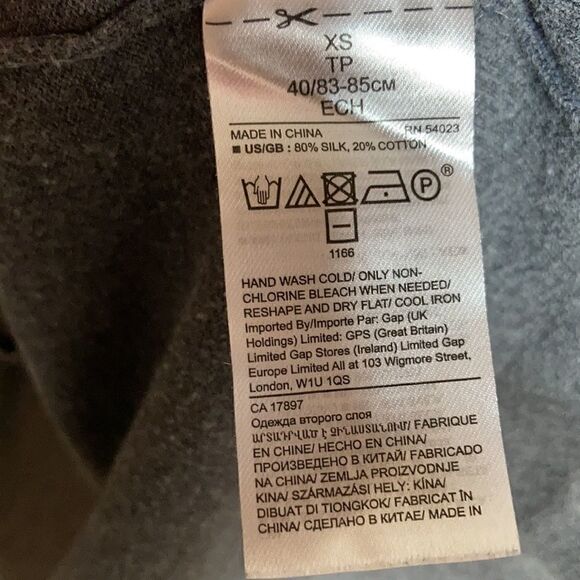 XS
TP
40/83-85CM
ECH
MADE IN CHINA RN 54023
■ US/GB : 80% SILK, 20% COTTON
P ®
1166
HAND WASH COLD/ ONLY NON-
CHLORINE BLEACH WHEN NEEDED/
RESHAPE AND DRY FLAT/ COOL IRON
Imported By/Importe Par: Gap (UK
Holdings) Limited: GPS (Great Britain)
Limited Gap Stores (Ireland) Limited Gap
Europe Limited All at 103 Wigmore Street,
London, W1U 1QS
CA 17897
Одежда второго слоя
ԱՐՏԱԴՐՎԱԾ Է ՉԻՆԱՍՏԱՆՈՒՄ/ FABRIQUE
EN CHINE/ HECHO EN CHINA/
ПРОИЗВЕДЕНО В КИТАЙ/ FABRICADO
NA CHINA/ ZEMLJA PROIZVODNJE
KINA/ SZÁRMAZÁSI HELY: KÍNA/
DIBUAT DI TIONGKOK/ FABRICAT ÎN
CHINA/ СДЕЛАНО В КИТАЕ/ MADE IN